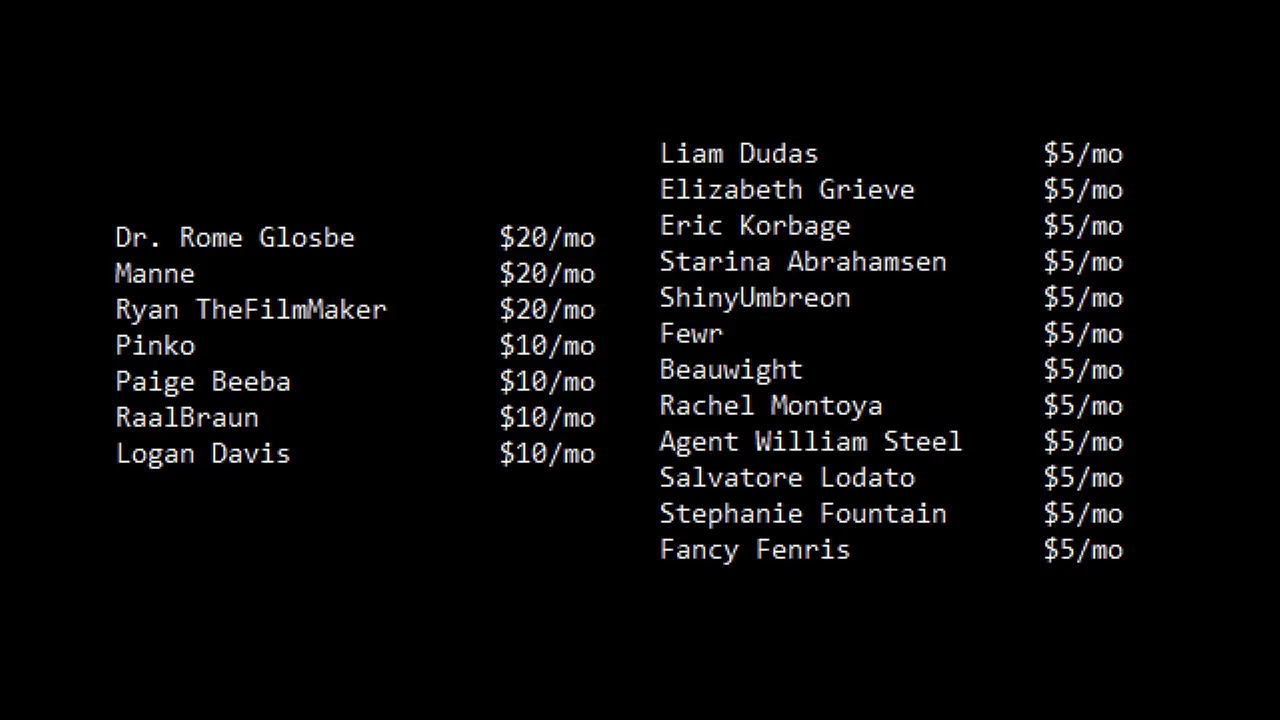 Dr. Rome Glosbe $20/mo
Manne $20/mo
Ryan TheFilmMaker $20/mo
Pinko $10/mo
Paige Beeba $10/mo
RaalBraun $10/mo
Logan Davis $10/mo
Liam Dudas $5/mo
Elizabeth Grieve $5/mo
Eric Korbage $5/mo
Starina Abrahamsen $5/mo
ShinyUmbreon $5/mo
Fewr $5/mo
Beauwight $5/mo
Rachel Montoya $5/mo
Agent William Steel $5/mo
Salvatore Lodato $5/mo
Stephanie Fountain $5/mo
Fancy Fenris $5/mo